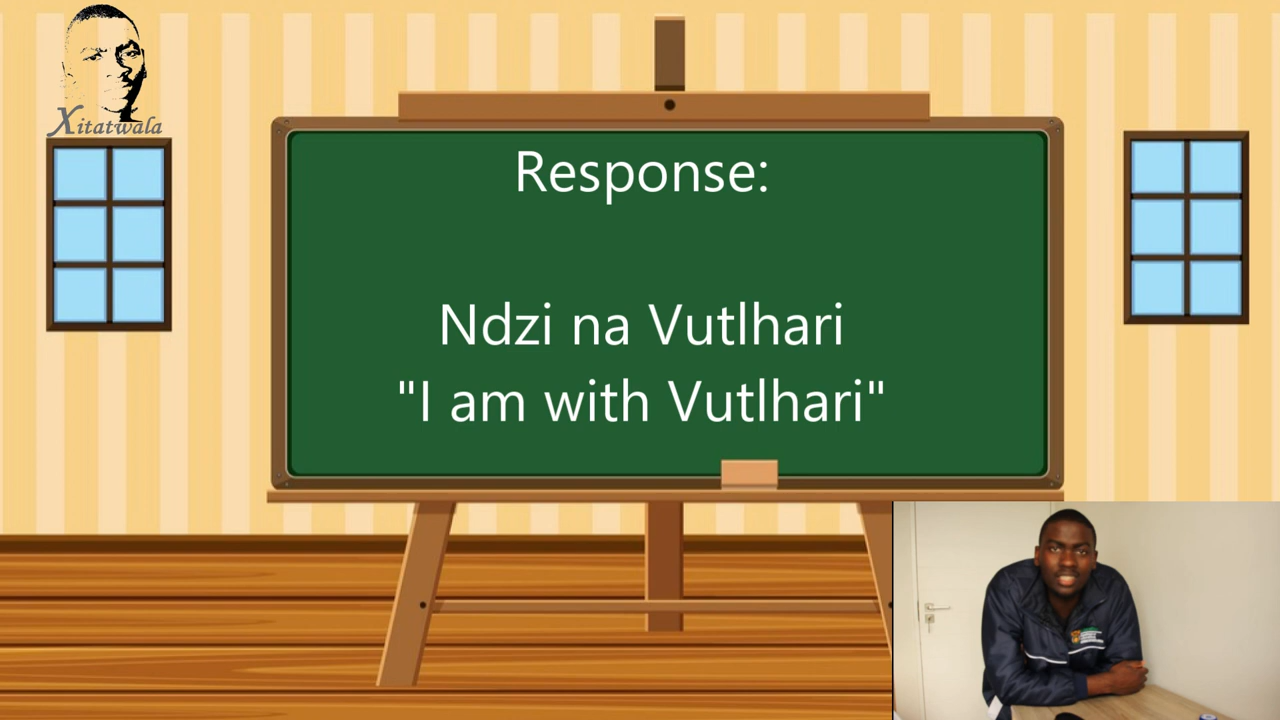 Xitatwala
Response:
Ndzi na Vutlhari
"I am with Vutlhari"